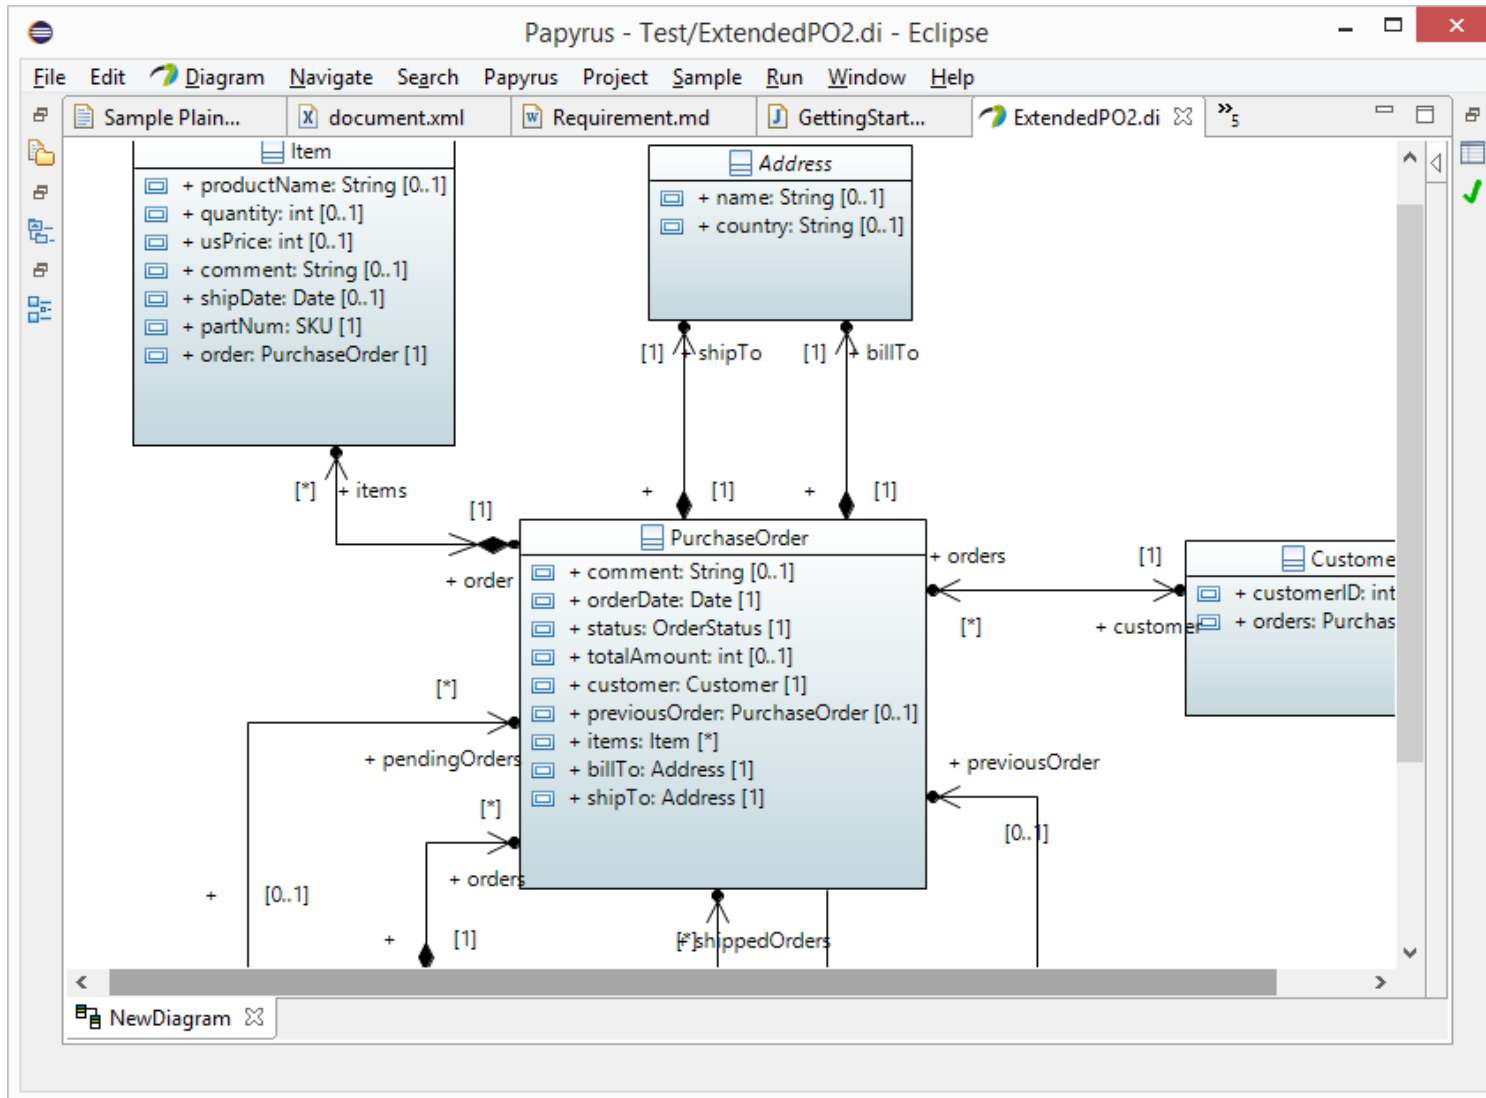 Papyrus - Test/ExtendedPO2.di - Eclipse
File Edit Diagram Navigate Search Papyrus Project Sample Run Window Help
Sample Plain... document.xml Requirement.md GettingStart... ExtendedPO2.di »5
Item
+ productName: String [0..1]
+ quantity: int [0..1]
+ usPrice: int [0..1]
+ comment: String [0..1]
+ shipDate: Date [0..1]
+ partNum: SKU [1]
+ order: PurchaseOrder [1]
Address
+ name: String [0..1]
+ country: String [0..1]
[1] + shipTo [1] + billTo
[*] + items
+ [1] + [1]
[1]
+ order
PurchaseOrder
+ comment: String [0..1]
+ orderDate: Date [1]
+ status: OrderStatus [1]
+ totalAmount: int [0..1]
+ customer: Customer [1]
+ previousOrder: PurchaseOrder [0..1]
+ items: Item [*]
+ billTo: Address [1]
+ shipTo: Address [1]
+ orders [1]
[*] + customer
Custome
+ customerID: int
+ orders: Purchas
[*]
+ pendingOrders
+ previousOrder
[*]
[0..1]
+ orders
+ [0..1]
+ [1]
[*]
+ shippedOrders
NewDiagram